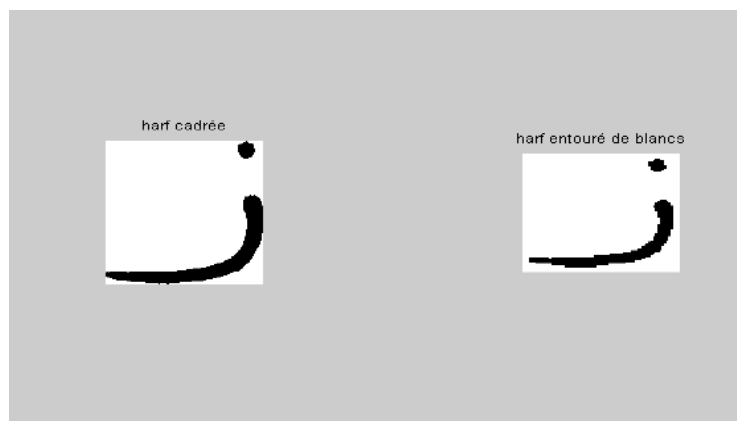 harf cadrée
harf entouré de blancs
ز
ز